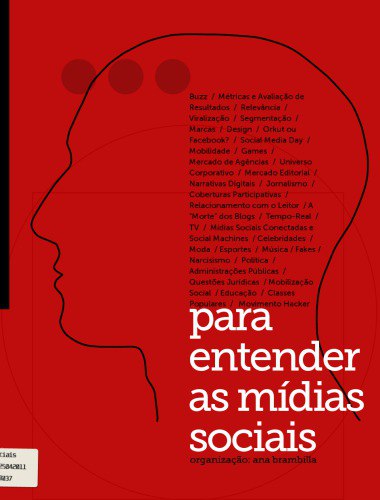 Buzz / Métricas e Avaliação de
Resultados / Relevância /
Viralização / Segmentação /
Marcas / Design / Orkut ou
Facebook? / Social Media Day /
Mobilidade / Games /
Mercado de Agências / Universo
Corporativo / Mercado Editorial /
Narrativas Digitais / Jornalismo /
Coberturas Participativas /
Relacionamento com o Leitor / A
"Morte" dos Blogs / Tempo-Real /
TV / Mídias Sociais Conectadas e
Social Machines / Celebridades /
Moda / Esportes / Música / Fakes /
Narcisismo / Política /
Administrações Públicas /
Questões Jurídicas / Mobilização
Social / Educação / Classes
Populares / Movimento Hacker
para
entender
as mídias
sociais
organização: ana brambilla
ciais
25042011
0037